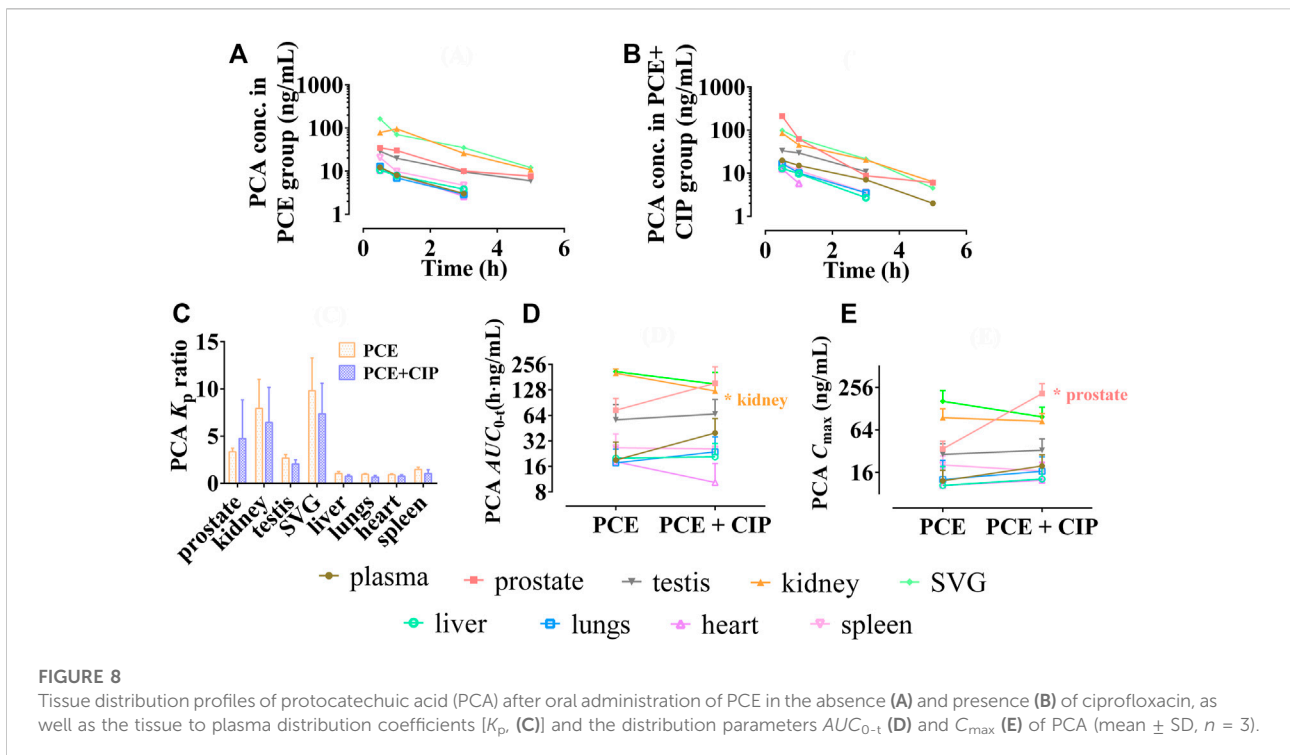 A
(A)
PCA conc. in
PCE group (ng/mL)
1000
100
10
1
0
2
4
6
Time (h)
B
(
PCA conc. in PCE+
CIP group (ng/mL)
1000
100
10
1
0
2
4
6
Time (h)
C
(C)
PCA Kp ratio
15
10
5
0
PCE
PCE+CIP
prostate
kidney
testis
SVG
liver
lungs
heart
spleen
D
(D)
PCA AUC0-t(h·ng/mL)
256
128
64
32
16
8
* kidney
PCE
PCE + CIP
E
(E)
PCA Cmax (ng/mL)
256
64
16
* prostate
PCE
PCE + CIP
plasma prostate testis kidney SVG
liver lungs heart spleen
FIGURE 8
Tissue distribution profiles of protocatechuic acid (PCA) after oral administration of PCE in the absence (A) and presence (B) of ciprofloxacin, as
well as the tissue to plasma distribution coefficients [Kp, (C)] and the distribution parameters AUC0-t (D) and Cmax (E) of PCA (mean ± SD, n = 3).